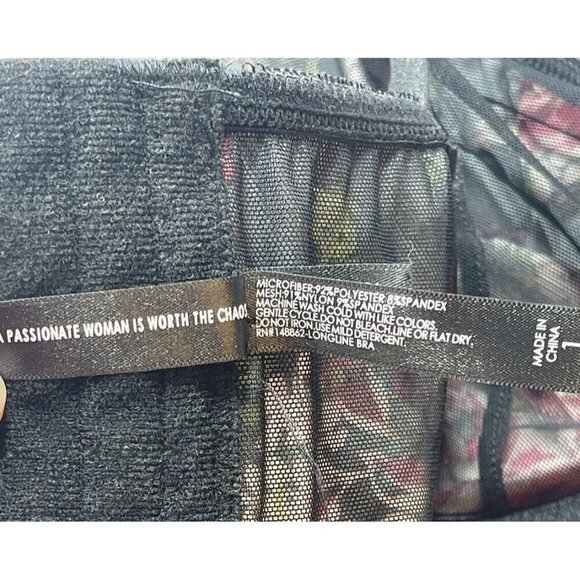 A PASSIONATE WOMAN IS WORTH THE CHAOS
MICROFIBER-92%POLYESTER 8%SPANDEX
MESH:91%NYLON 9%SPANDEX
MACHINE WASH COLD WITH LIKE COLORS.
GENTLE CYCLE.DO NOT BLEACH.LINE OR FLAT DRY.
DO NOT IRON.USE MILD DETERGENT.
RN#148862-LONGLINE BRA
MADE IN
CHINA
1